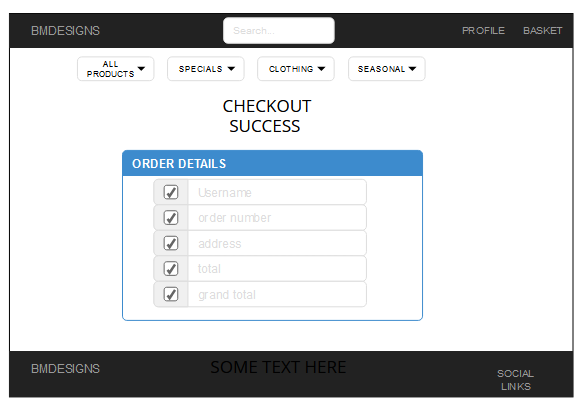 BMDESIGNS
Search...
PROFILE
BASKET
ALL
PRODUCTS
SPECIALS
CLOTHING
SEASONAL
CHECKOUT
SUCCESS
ORDER DETAILS
Username
order number
address
total
grand total
BMDESIGNS
SOME TEXT HERE
SOCIAL
LINKS